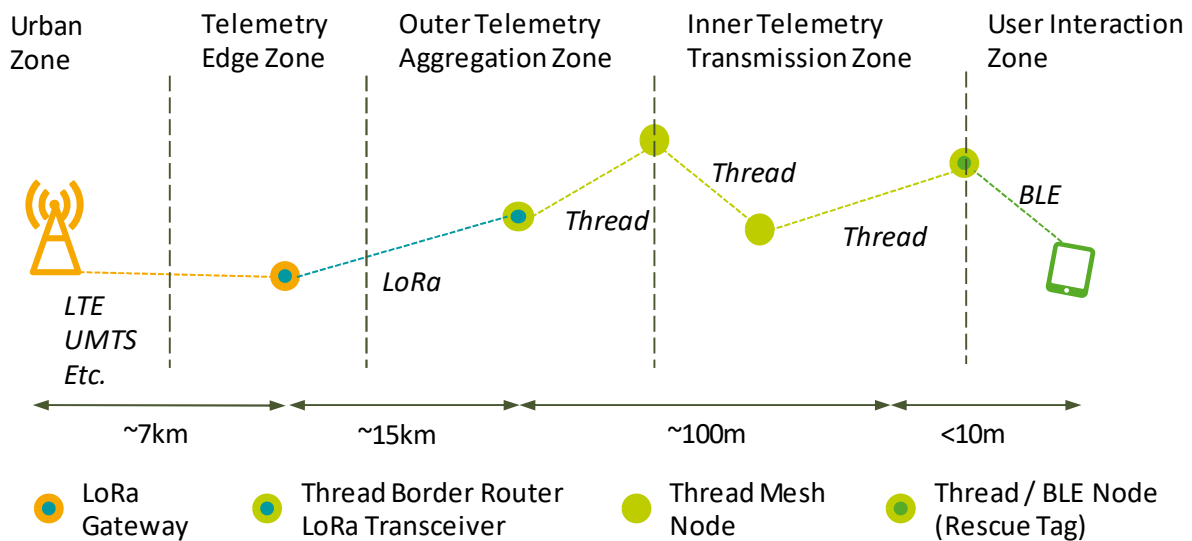 Urban
Zone
Telemetry
Edge Zone
Outer Telemetry
Aggregation Zone
Inner Telemetry
Transmission Zone
User Interaction
Zone
LTE
UMTS
Etc.
LoRa
Thread
Thread
Thread
BLE
~7km
~15km
~100m
<10m
LoRa
Gateway
Thread Border Router
LoRa Transceiver
Thread Mesh
Node
Thread / BLE Node
(Rescue Tag)